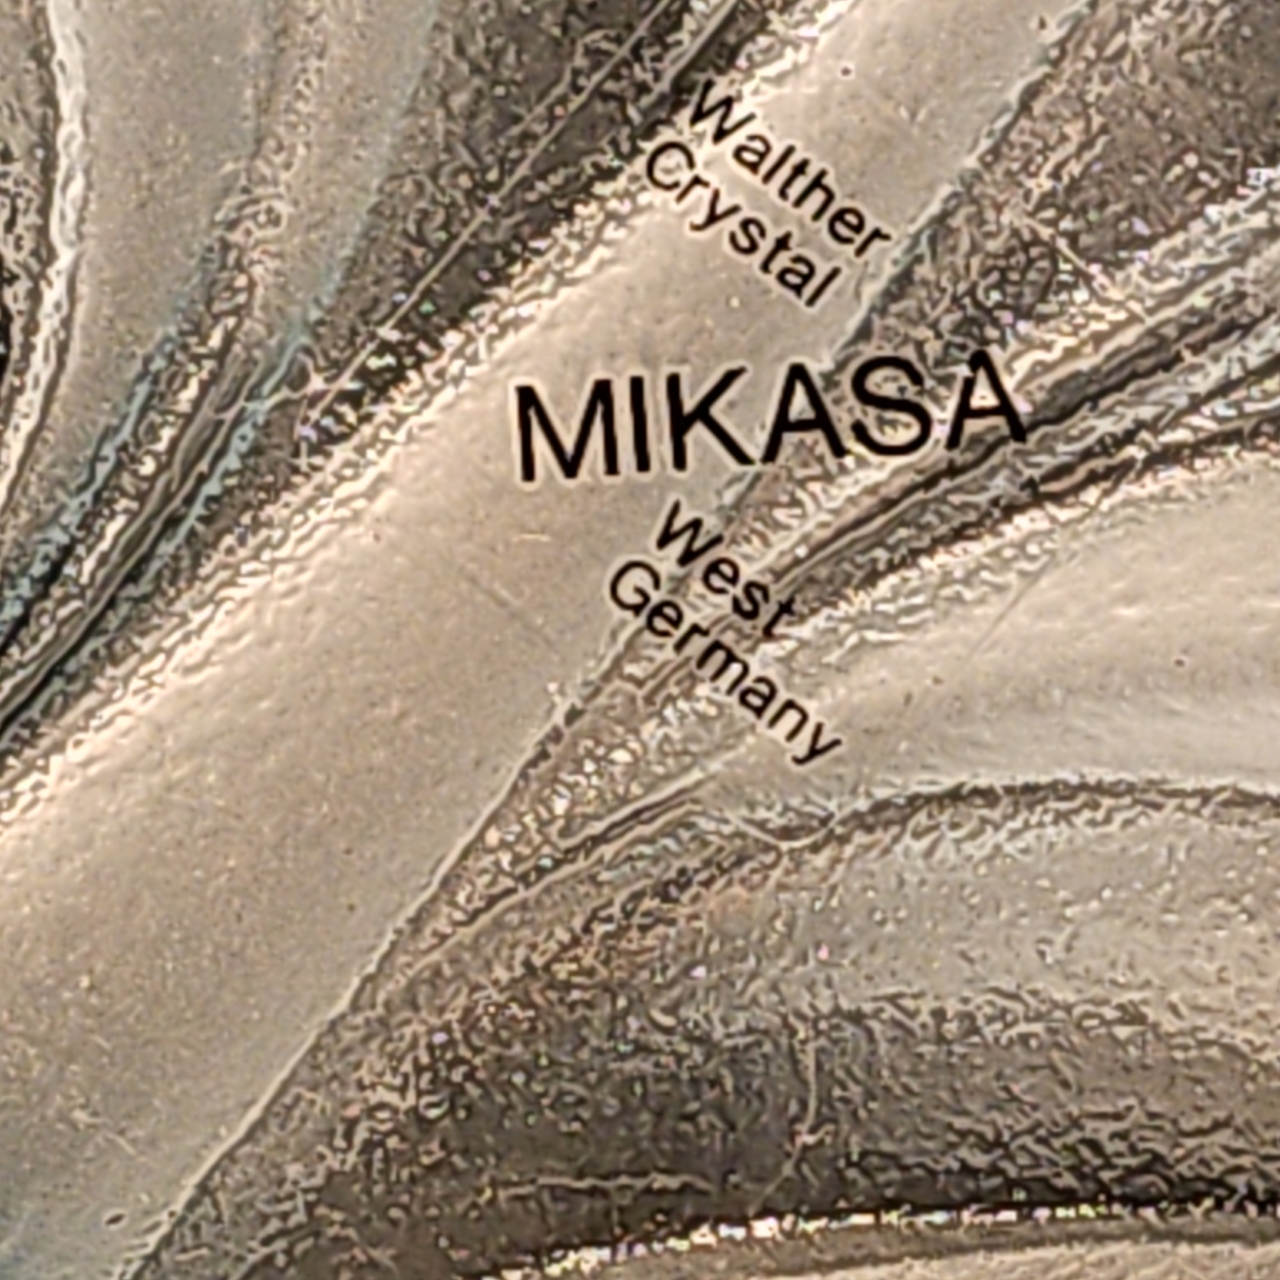 Walther
Crystal
MIKASA
West
Germany